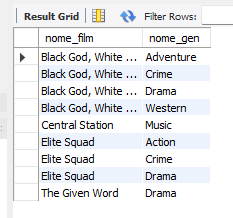 Result Grid Filter Rows:
nome_film nome_gen
Black God, White ... Adventure
Black God, White ... Crime
Black God, White ... Drama
Black God, White ... Western
Central Station Music
Elite Squad Action
Elite Squad Crime
Elite Squad Drama
The Given Word Drama